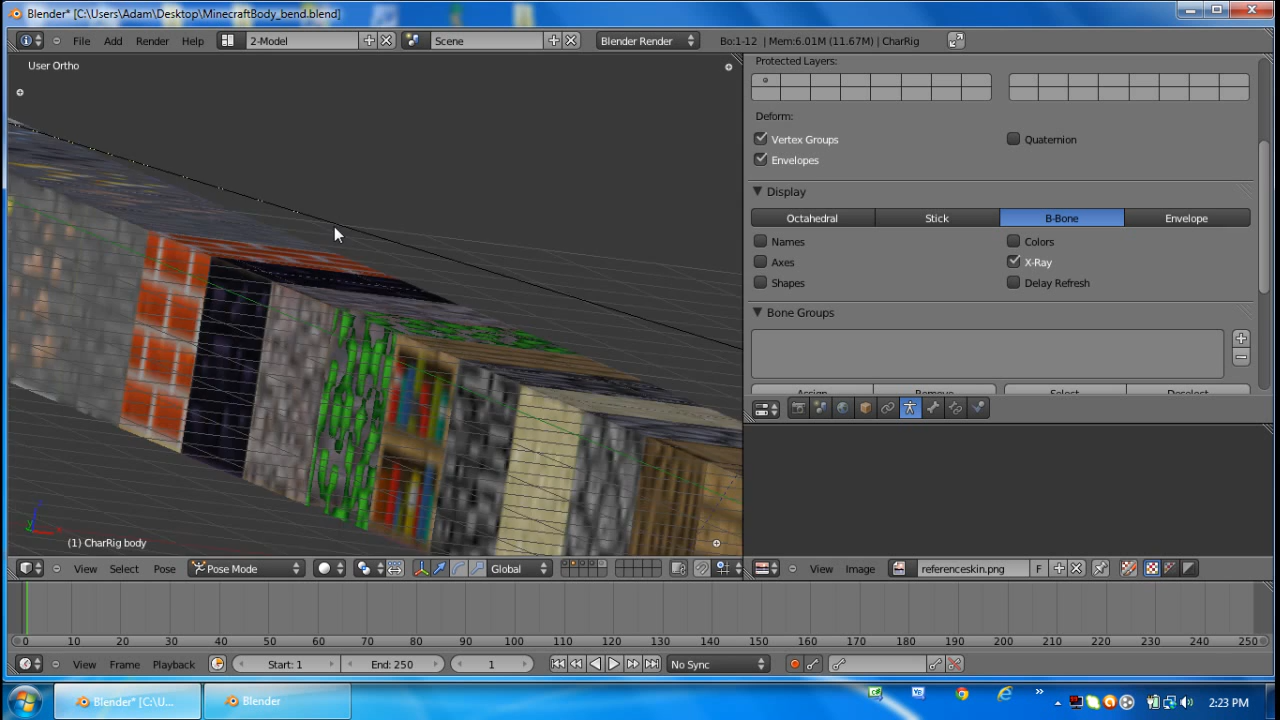 Blender* [C:\Users\Adam\Desktop\MinecraftBody_bend.blend]
File Add Render Help 2-Model Scene Blender Render Bo:1-12 | Mem:6.01M (11.67M) | CharRig
User Ortho
(1) CharRig body
View Select Pose Pose Mode Global
Protected Layers:
Deform:
Vertex Groups Quaternion
Envelopes
Display
Octahedral Stick B-Bone Envelope
Names Colors
Axes X-Ray
Shapes Delay Refresh
Bone Groups
Assign Remove Select Deselect
View Image referenceskin.png F
0 10 20 30 40 50 60 70 80 90 100 110 120 130 140 150 160 170 180 190 200 210 220 230 240 250
View Frame Playback Start: 1 End: 250 1 No Sync
Blender* [C:\U... Blender 2:23 PM